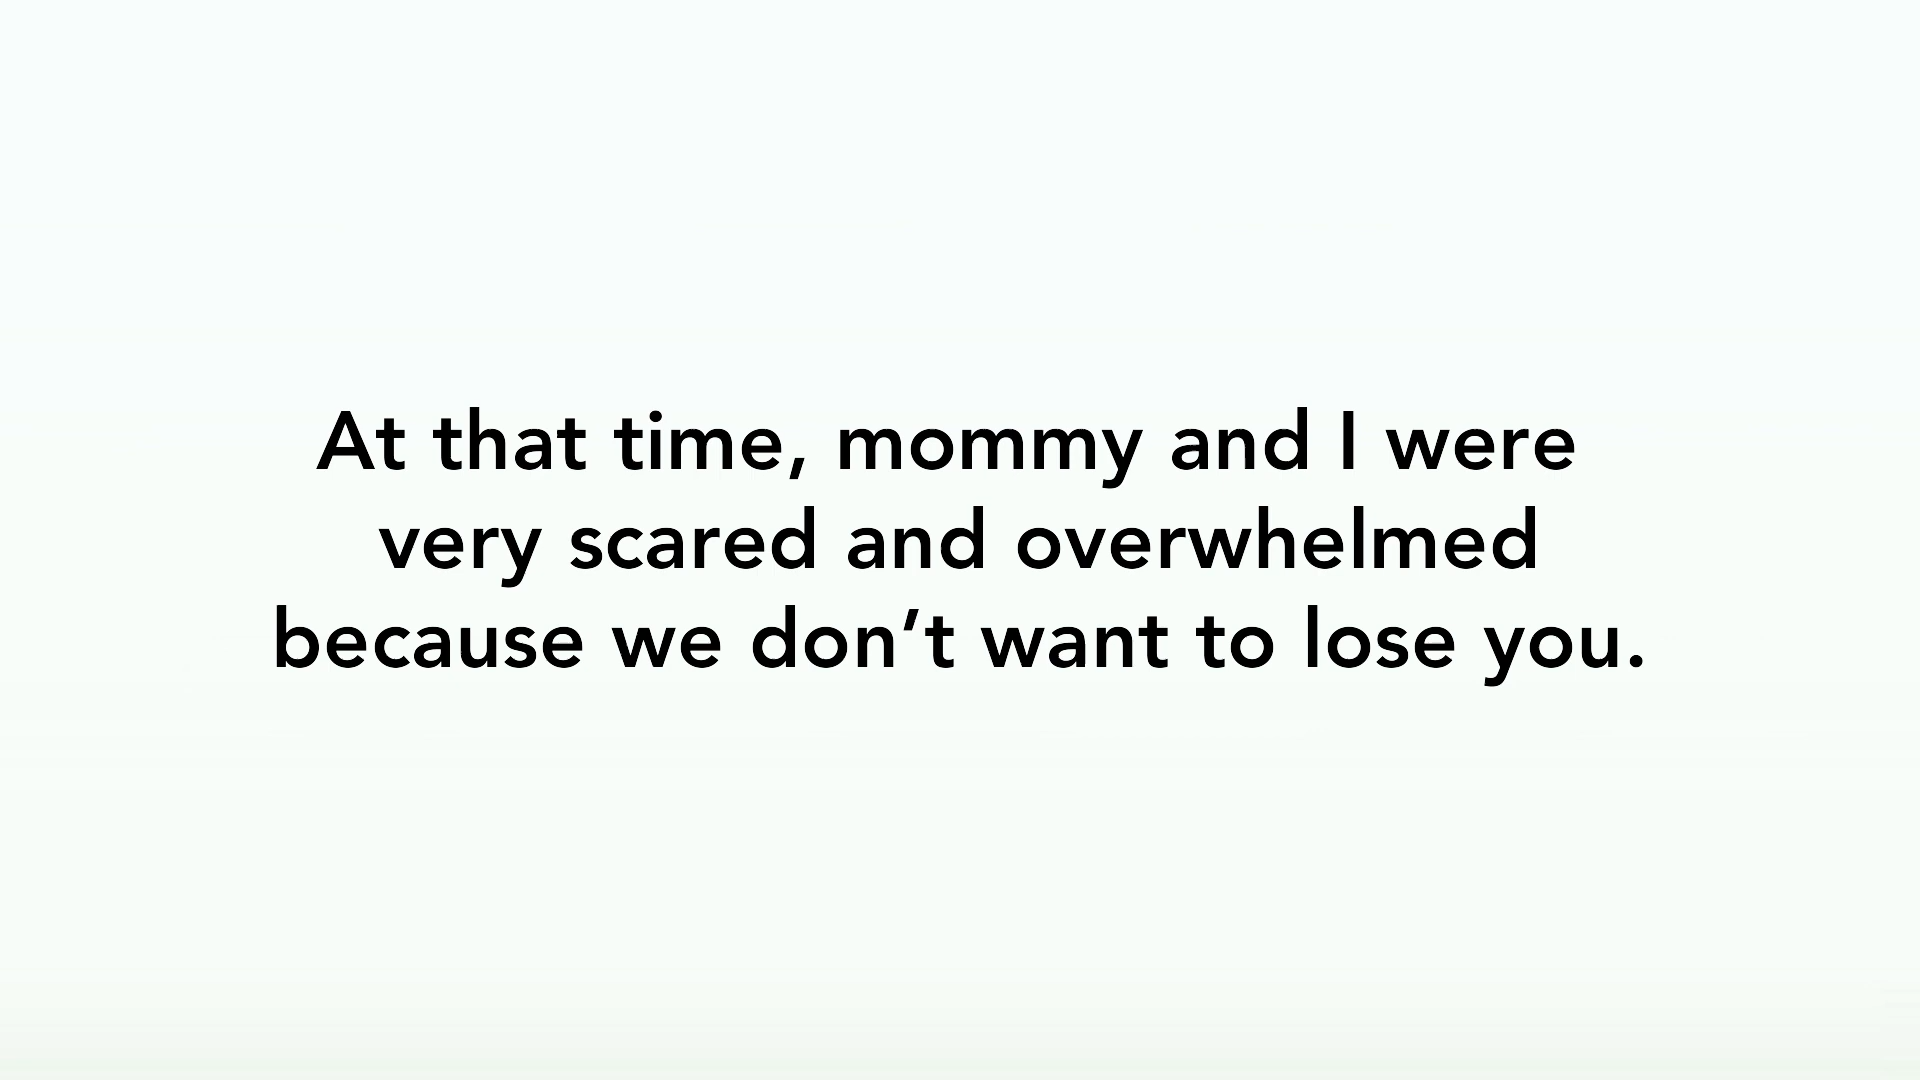 At that time, mommy and I were
very scared and overwhelmed
because we don’t want to lose you.